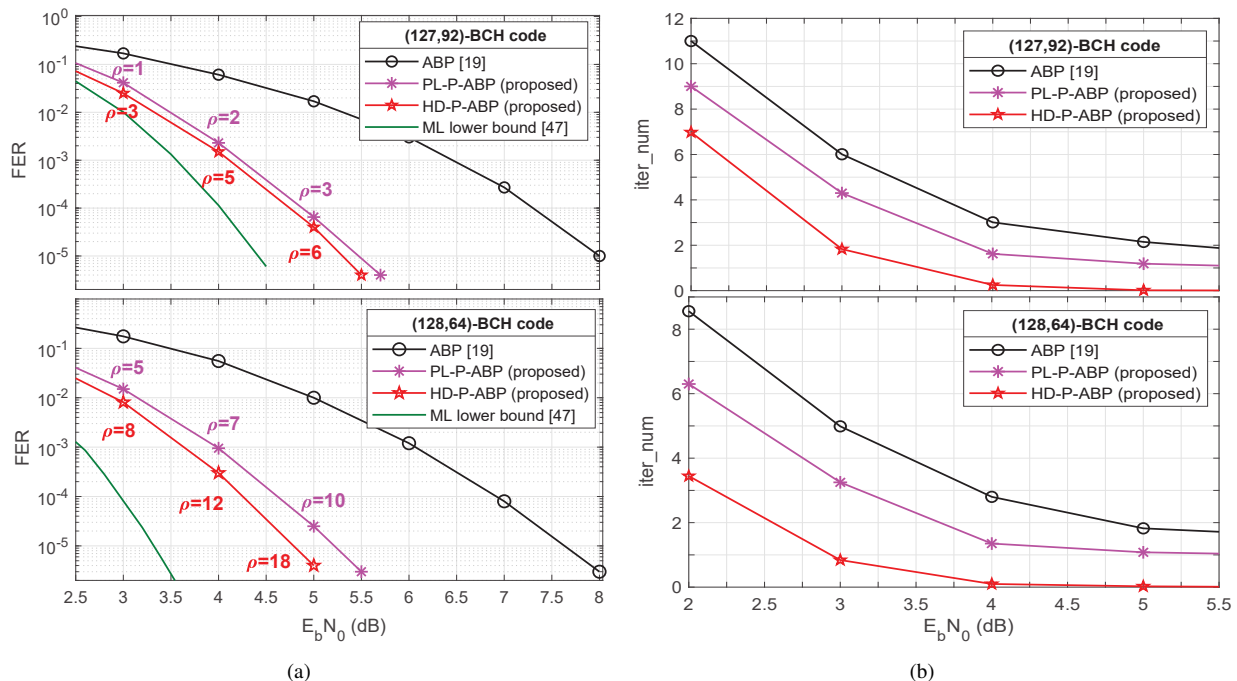 (127,92)-BCH code
ABP [19]
PL-P-ABP (proposed)
HD-P-ABP (proposed)
ML lower bound [47]
10^0
10^-1
10^-2
10^-3
10^-4
10^-5
FER
ρ=1
ρ=2
ρ=3
ρ=3
ρ=5
ρ=6
(128,64)-BCH code
ABP [19]
PL-P-ABP (proposed)
HD-P-ABP (proposed)
ML lower bound [47]
10^-1
10^-2
10^-3
10^-4
10^-5
FER
ρ=5
ρ=7
ρ=10
ρ=8
ρ=12
ρ=18
2.5 3 3.5 4 4.5 5 5.5 6 6.5 7 7.5 8
E_bN_0 (dB)
(a)
(127,92)-BCH code
ABP [19]
PL-P-ABP (proposed)
HD-P-ABP (proposed)
12
10
8
6
4
2
0
iter_num
(128,64)-BCH code
ABP [19]
PL-P-ABP (proposed)
HD-P-ABP (proposed)
8
6
4
2
0
iter_num
2 2.5 3 3.5 4 4.5 5 5.5
E_bN_0 (dB)
(b)